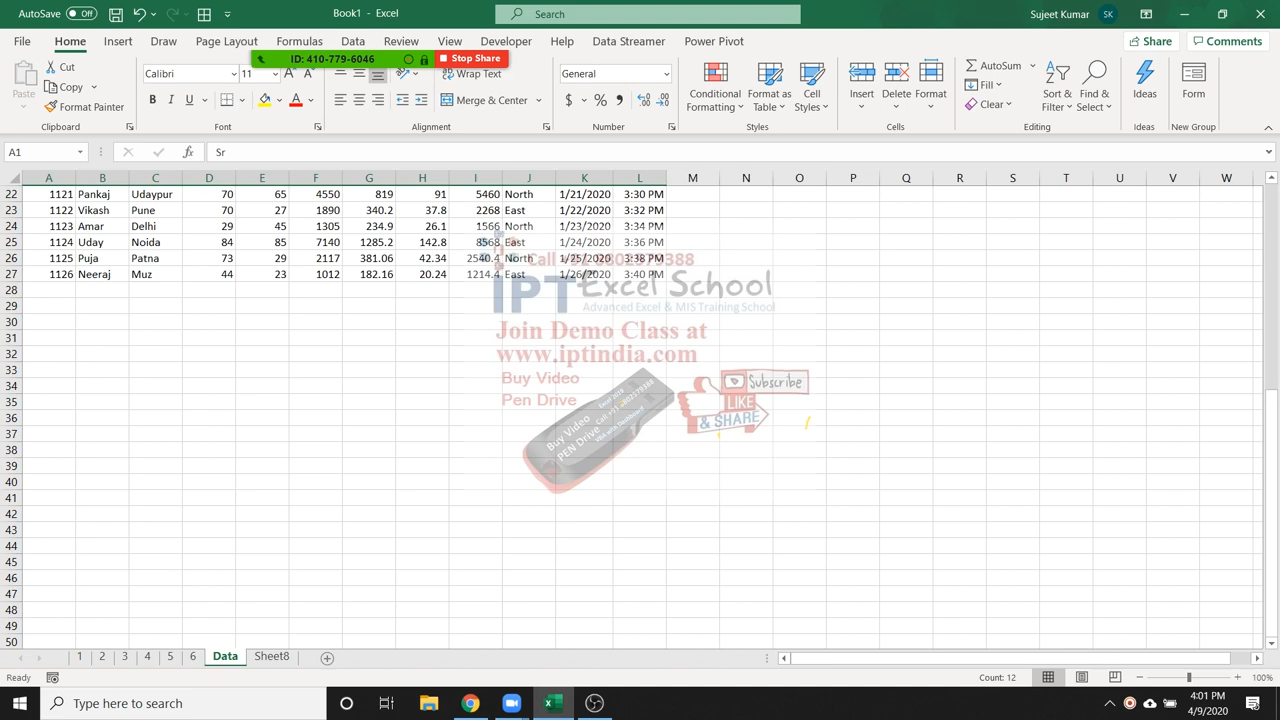 AutoSave Off Book1 - Excel Search Sujeet Kumar SK
File Home Insert Draw Page Layout Formulas Data Review View Developer Help Data Streamer Power Pivot Share Comments
ID: 410-779-6046 Stop Share
Paste Cut Copy Format Painter
Calibri
B I U
Wrap Text
Merge & Center
General
$ %
Conditional Formatting Format as Table Cell Styles
Insert Delete Format
AutoSum Fill Clear
Sort & Filter Find & Select
Ideas Form
Clipboard Font Alignment Number Styles Cells Editing Ideas New Group
A1 fx Sr
A B C D E F G H I J K L M N O P Q R S T U V W
22 1121 Pankaj Udaypur 70 65 4550 819 91 5460 North 1/21/2020 3:30 PM
23 1122 Vikash Pune 70 27 1890 340.2 37.8 2268 East 1/22/2020 3:32 PM
24 1123 Amar Delhi 29 45 1305 234.9 26.1 1566 North 1/23/2020 3:34 PM
25 1124 Uday Noida 84 85 7140 1285.2 142.8 8568 East 1/24/2020 3:36 PM
26 1125 Puja Patna 73 29 2117 381.06 42.34 2540.4 North 1/25/2020 3:38 PM
27 1126 Neeraj Muz 44 23 1012 182.16 20.24 1214.4 East 1/26/2020 3:40 PM
28
29
30
31
32
33
34
35
36
37
38
39
40
41
42
43
44
45
46
47
48
49
50
IPT Excel School
Advanced Excel & MIS Training School
Join Demo Class at
www.iptindia.com
Buy Video
Pen Drive
Buy Video
PEN Drive
Subscribe
LIKE
& SHARE
1 2 3 4 5 6 Data Sheet8
Ready Count: 12 100%
Type here to search
4:01 PM
4/9/2020